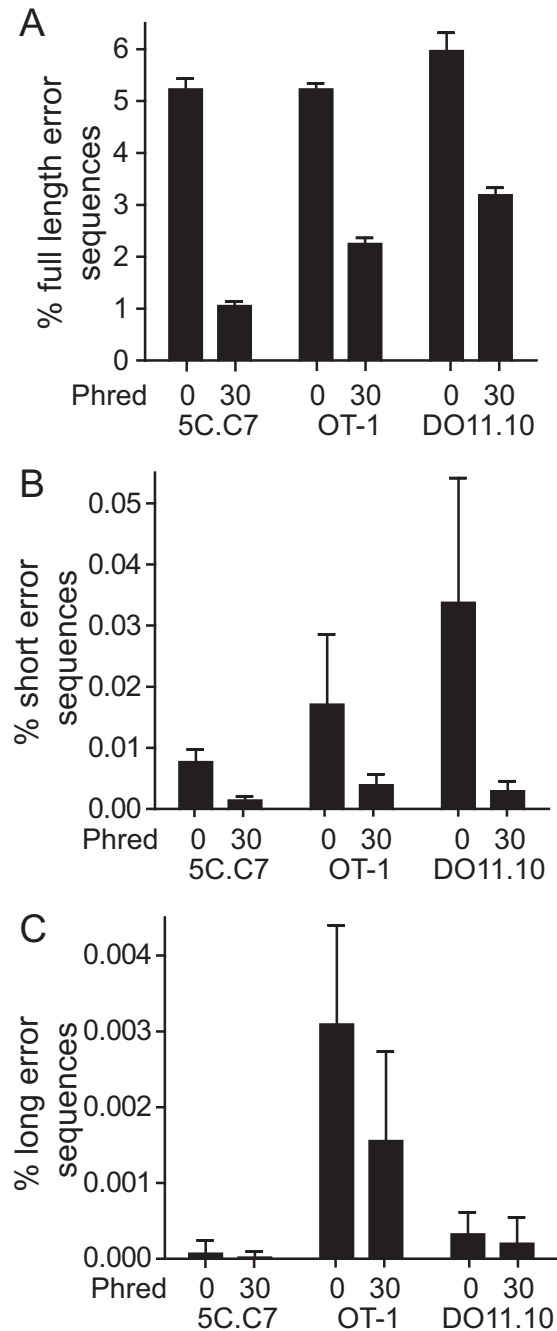 A
% full length error
sequences
6
5
4
3
2
1
0
Phred 0 30 0 30 0 30
5C.C7 OT-1 DO11.10
B
% short error
sequences
0.05
0.04
0.03
0.02
0.01
0.00
Phred 0 30 0 30 0 30
5C.C7 OT-1 DO11.10
C
% long error
sequences
0.004
0.003
0.002
0.001
0.000
Phred 0 30 0 30 0 30
5C.C7 OT-1 DO11.10